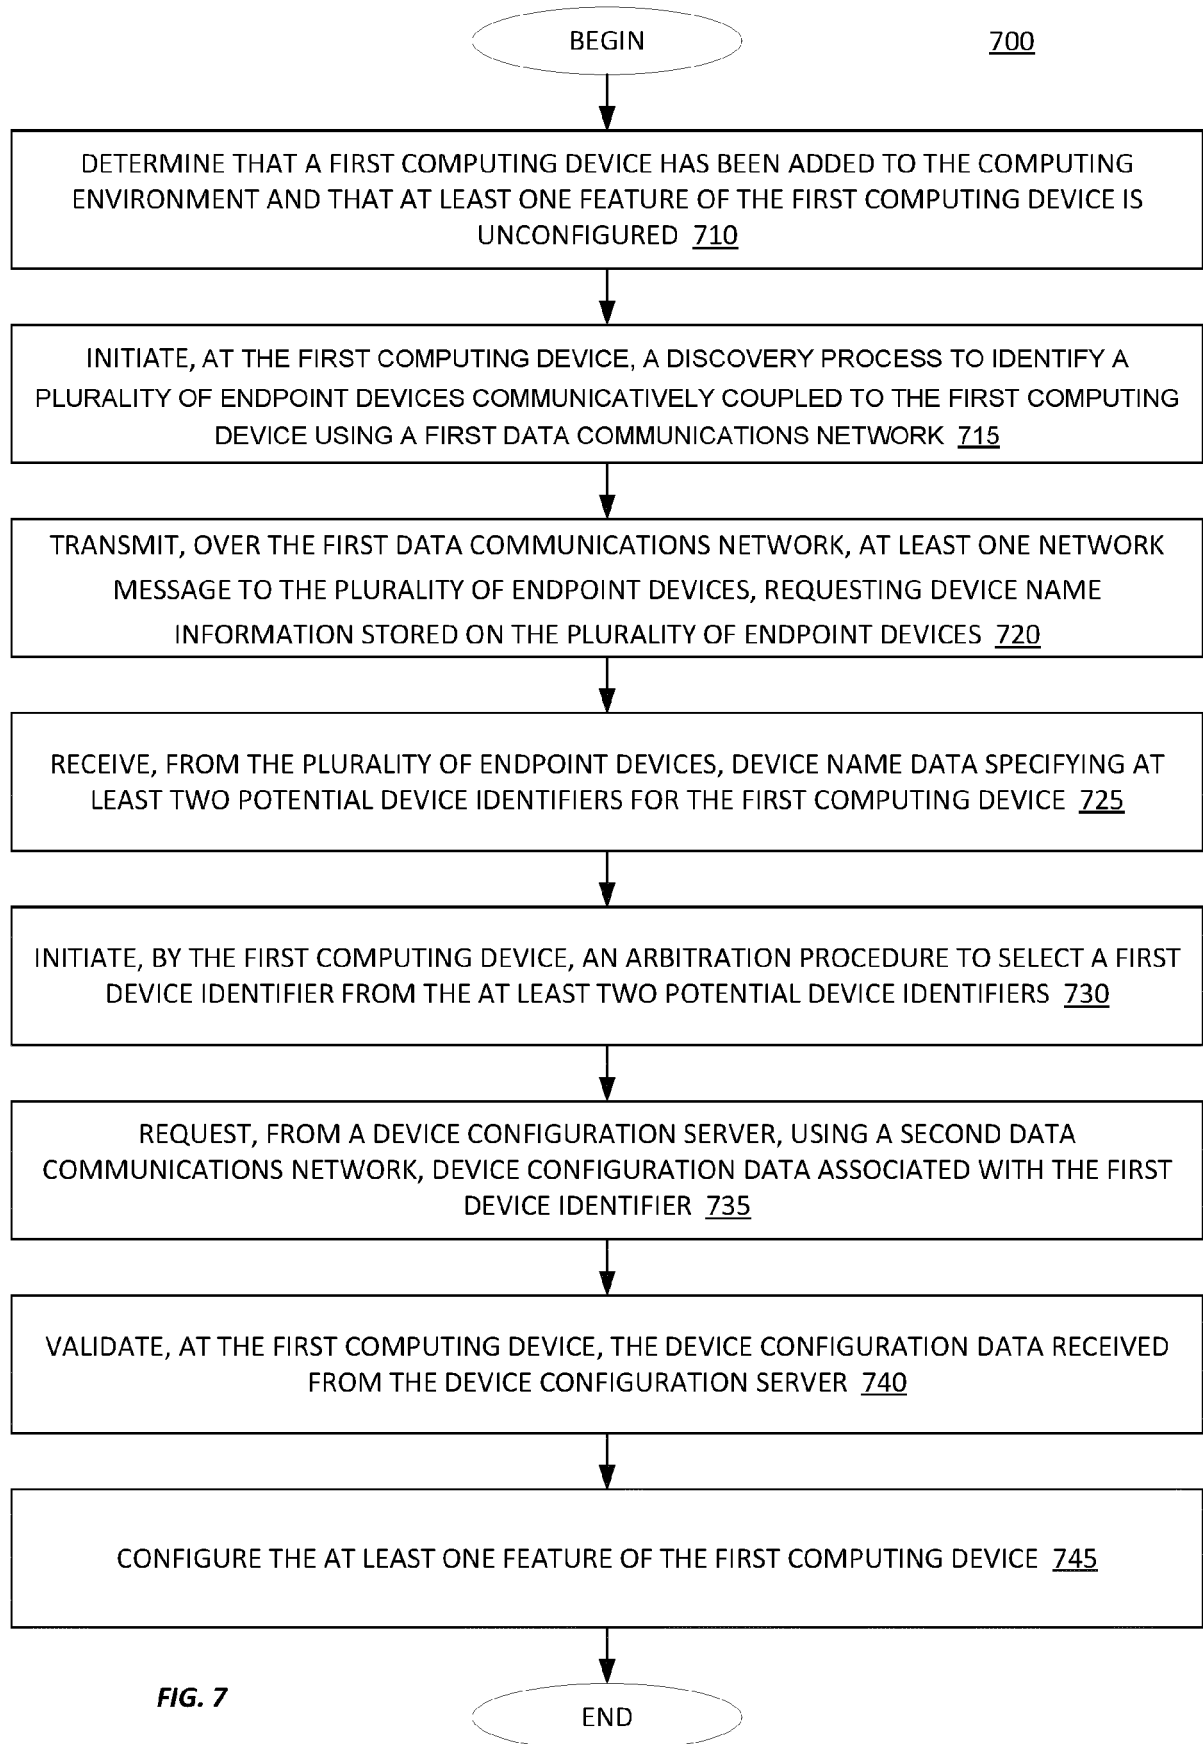 BEGIN
700
DETERMINE THAT A FIRST COMPUTING DEVICE HAS BEEN ADDED TO THE COMPUTING
ENVIRONMENT AND THAT AT LEAST ONE FEATURE OF THE FIRST COMPUTING DEVICE IS
UNCONFIGURED 710
INITIATE, AT THE FIRST COMPUTING DEVICE, A DISCOVERY PROCESS TO IDENTIFY A
PLURALITY OF ENDPOINT DEVICES COMMUNICATIVELY COUPLED TO THE FIRST COMPUTING
DEVICE USING A FIRST DATA COMMUNICATIONS NETWORK 715
TRANSMIT, OVER THE FIRST DATA COMMUNICATIONS NETWORK, AT LEAST ONE NETWORK
MESSAGE TO THE PLURALITY OF ENDPOINT DEVICES, REQUESTING DEVICE NAME
INFORMATION STORED ON THE PLURALITY OF ENDPOINT DEVICES 720
RECEIVE, FROM THE PLURALITY OF ENDPOINT DEVICES, DEVICE NAME DATA SPECIFYING AT
LEAST TWO POTENTIAL DEVICE IDENTIFIERS FOR THE FIRST COMPUTING DEVICE 725
INITIATE, BY THE FIRST COMPUTING DEVICE, AN ARBITRATION PROCEDURE TO SELECT A FIRST
DEVICE IDENTIFIER FROM THE AT LEAST TWO POTENTIAL DEVICE IDENTIFIERS 730
REQUEST, FROM A DEVICE CONFIGURATION SERVER, USING A SECOND DATA
COMMUNICATIONS NETWORK, DEVICE CONFIGURATION DATA ASSOCIATED WITH THE FIRST
DEVICE IDENTIFIER 735
VALIDATE, AT THE FIRST COMPUTING DEVICE, THE DEVICE CONFIGURATION DATA RECEIVED
FROM THE DEVICE CONFIGURATION SERVER 740
CONFIGURE THE AT LEAST ONE FEATURE OF THE FIRST COMPUTING DEVICE 745
FIG. 7
END